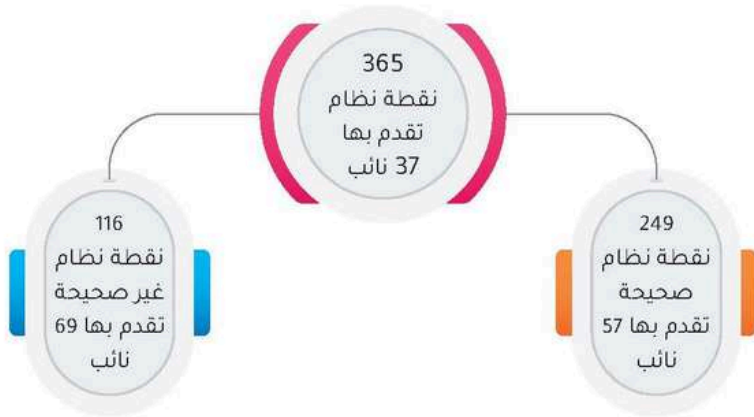 365
نقطة نظام
تقدم بها
37 نائب
249
نقطة نظام
صحيحة
تقدم بها 57
نائب
116
نقطة نظام
غير صحيحة
تقدم بها 69
نائب